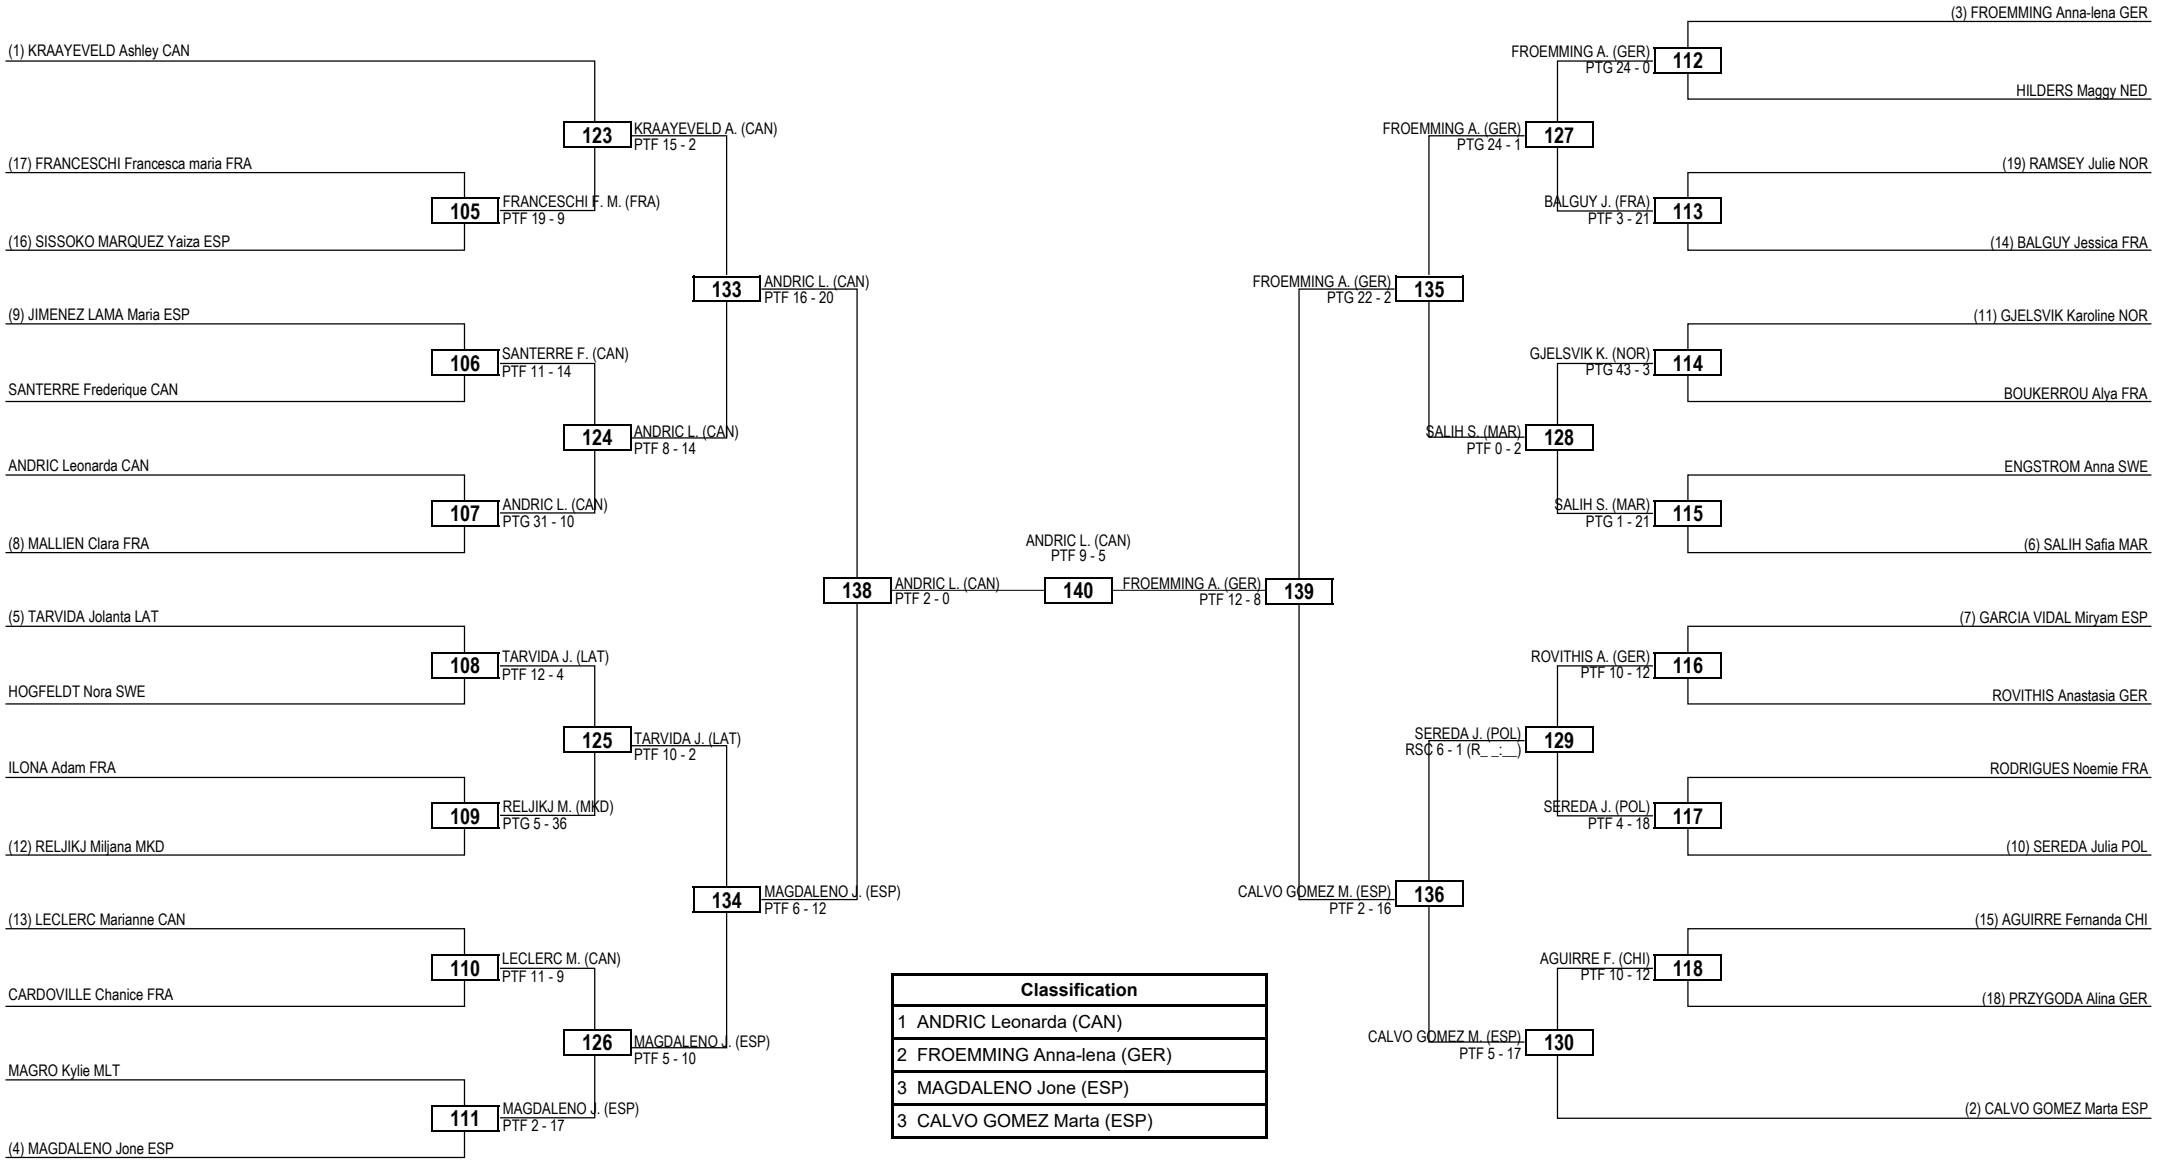 (1) KRAAYEVELD Ashley CAN
(17) FRANCESCHI Francesca maria FRA
(16) SISSOKO MARQUEZ Yaiza ESP
(9) JIMENEZ LAMA Maria ESP
SANTERRE Frederique CAN
ANDRIC Leonarda CAN
(8) MALLIEN Clara FRA
(5) TARVIDA Jolanta LAT
HOGFELDT Nora SWE
ILONA Adam FRA
(12) RELJIKJ Miljana MKD
(13) LECLERC Marianne CAN
CARDOVILLE Chanice FRA
MAGRO Kylie MLT
(4) MAGDALENO Jone ESP
105
FRANCESCHI F. M. (FRA)
PTF 19 - 9
106
SANTERRE F. (CAN)
PTF 11 - 14
107
ANDRIC L. (CAN)
PTG 31 - 10
108
TARVIDA J. (LAT)
PTF 12 - 4
109
RELJIKJ M. (MKD)
PTG 5 - 36
110
LECLERC M. (CAN)
PTF 11 - 9
111
MAGDALENO J. (ESP)
PTF 2 - 17
123
KRAAYEVELD A. (CAN)
PTF 15 - 2
124
ANDRIC L. (CAN)
PTF 8 - 14
125
TARVIDA J. (LAT)
PTF 10 - 2
126
MAGDALENO J. (ESP)
PTF 5 - 10
133
ANDRIC L. (CAN)
PTF 16 - 20
134
MAGDALENO J. (ESP)
PTF 6 - 12
138
ANDRIC L. (CAN)
PTF 2 - 0
ANDRIC L. (CAN)
PTF 9 - 5
140
FROEMMING A. (GER)
PTF 12 - 8
139
FROEMMING A. (GER)
PTG 22 - 2
135
CALVO GOMEZ M. (ESP)
PTF 2 - 16
136
FROEMMING A. (GER)
PTG 24 - 1
127
SALIH S. (MAR)
PTF 0 - 2
128
SEREDA J. (POL)
RSC 6 - 1 (R_ _:__)
129
CALVO GOMEZ M. (ESP)
PTF 5 - 17
130
FROEMMING A. (GER)
PTG 24 - 0
112
BALGUY J. (FRA)
PTF 3 - 21
113
GJELSVIK K. (NOR)
PTG 43 - 3
114
SALIH S. (MAR)
PTG 1 - 21
115
ROVITHIS A. (GER)
PTF 10 - 12
116
SEREDA J. (POL)
PTF 4 - 18
117
AGUIRRE F. (CHI)
PTF 10 - 12
118
(3) FROEMMING Anna-lena GER
HILDERS Maggy NED
(19) RAMSEY Julie NOR
(14) BALGUY Jessica FRA
(11) GJELSVIK Karoline NOR
BOUKERROU Alya FRA
ENGSTROM Anna SWE
(6) SALIH Safia MAR
(7) GARCIA VIDAL Miryam ESP
ROVITHIS Anastasia GER
RODRIGUES Noemie FRA
(10) SEREDA Julia POL
(15) AGUIRRE Fernanda CHI
(18) PRZYGODA Alina GER
(2) CALVO GOMEZ Marta ESP
Classification
1 ANDRIC Leonarda (CAN)
2 FROEMMING Anna-lena (GER)
3 MAGDALENO Jone (ESP)
3 CALVO GOMEZ Marta (ESP)